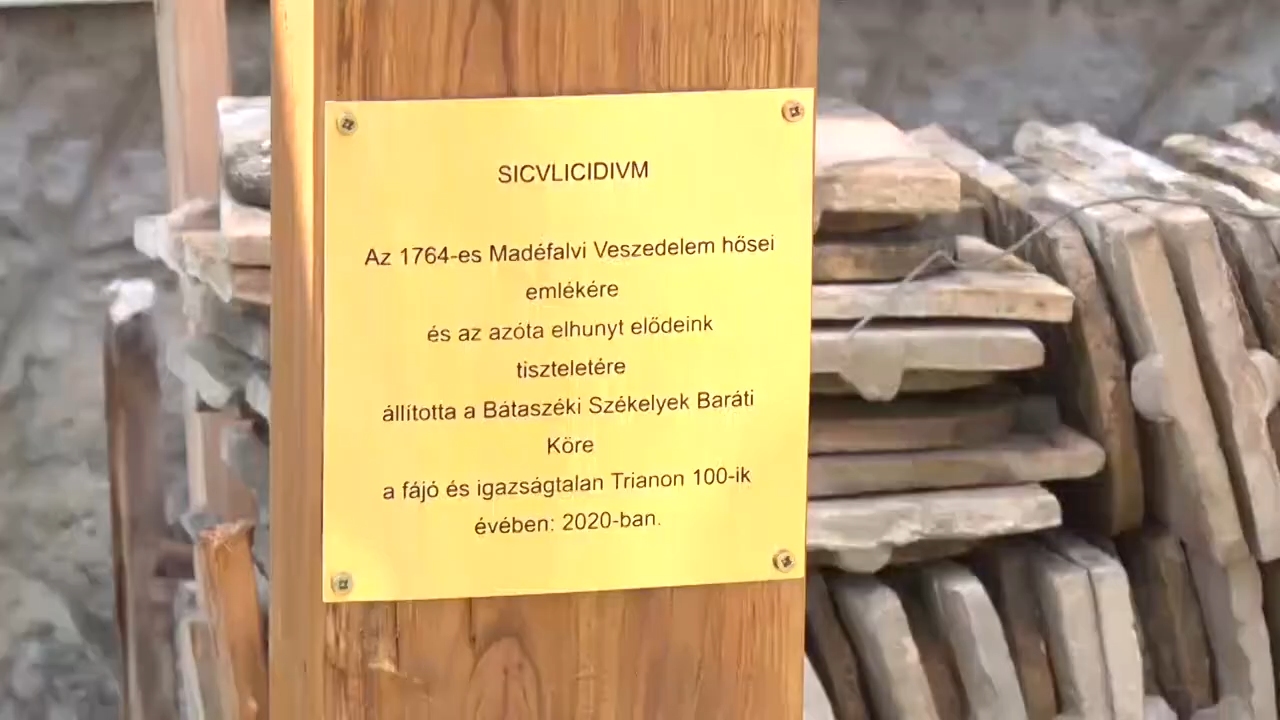 SICVLICIDIVM
Az 1764-es Madéfalvi Veszedelem hősei
emlékére
és az azóta elhunyt elődeink
tiszteletére
állította a Bátaszéki Székelyek Baráti
Köre
a fájó és igazságtalan Trianon 100-ik
évében: 2020-ban.